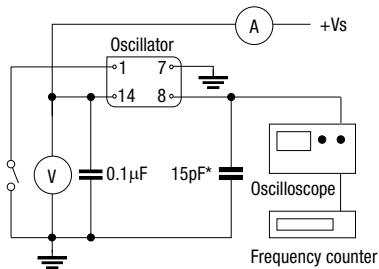 A
+Vs
Oscillator
1 7
14 8
V
0.1μF
15pF*
Oscilloscope
Frequency counter